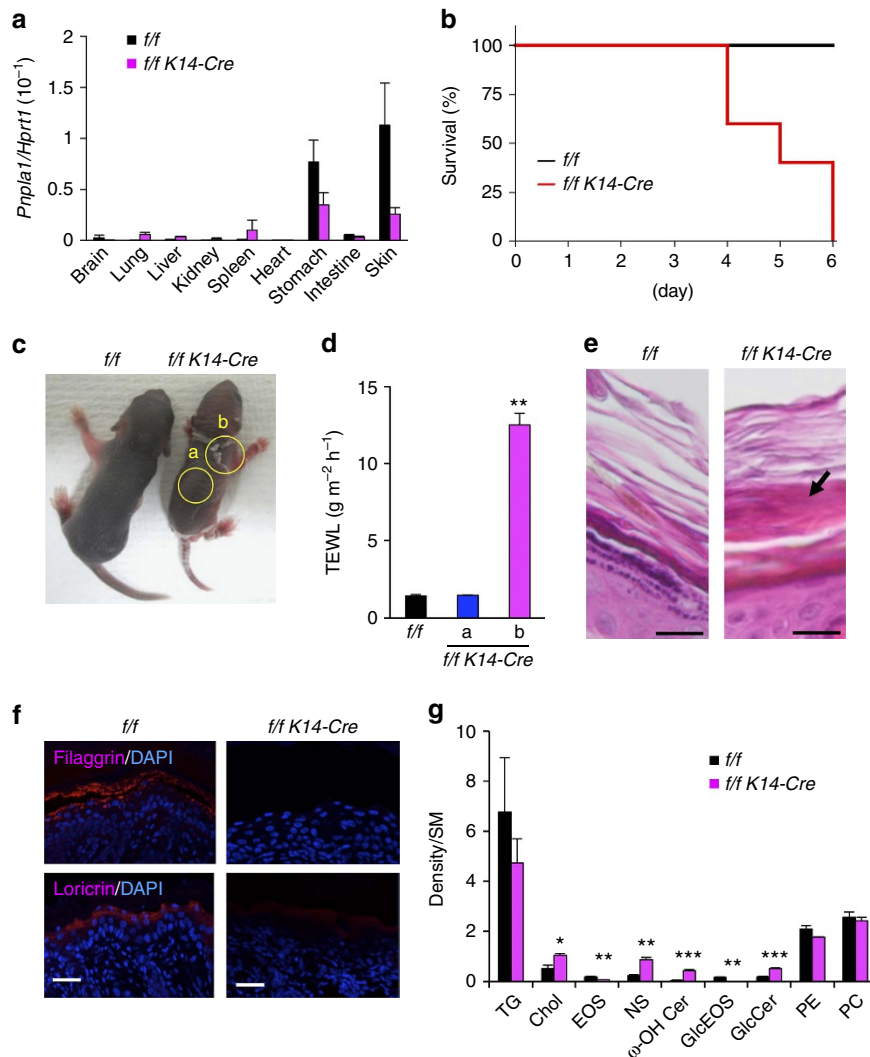 a
2
1.5
1
0.5
0
Pnpla1/Hprt1 (10⁻¹)
f/f
f/f K14-Cre
Brain
Lung
Liver
Kidney
Spleen
Heart
Stomach
Intestine
Skin
b
100
75
50
25
0
Survival (%)
f/f
f/f K14-Cre
0 1 2 3 4 5 6
(day)
c
f/f f/f K14-Cre
b
a
d
15
10
5
0
TEWL (g m⁻² h⁻¹)
**
f/f a b
f/f K14-Cre
e
f/f f/f K14-Cre
f
f/f f/f K14-Cre
Filaggrin/DAPI
Loricrin/DAPI
g
10
8
6
4
2
0
Density/SM
f/f
f/f K14-Cre
* ** ** *** ** ***
TG
Chol
EOS
NS
ω-OH Cer
GlcEOS
GlcCer
PE
PC